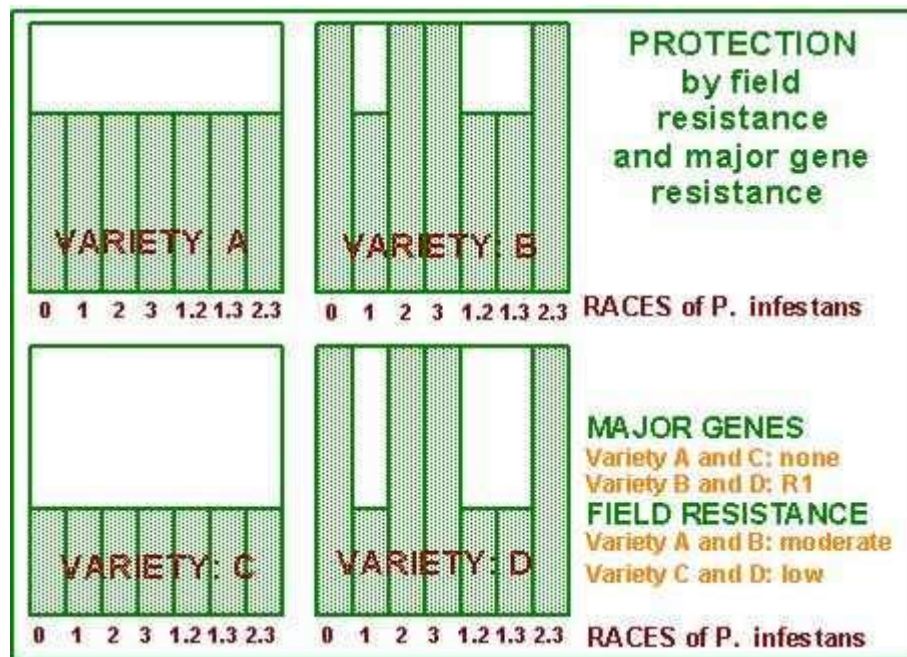 PROTECTION
by field
resistance
and major gene
resistance
VARIETY: A
VARIETY: B
0 1 2 3 1.2 1.3 2.3
0 1 2 3 1.2 1.3 2.3
RACES of P. infestans
MAJOR GENES
Variety A and C: none
Variety B and D: R1
FIELD RESISTANCE
Variety A and B: moderate
Variety C and D: low
VARIETY: C
VARIETY: D
0 1 2 3 1.2 1.3 2.3
0 1 2 3 1.2 1.3 2.3
RACES of P. infestans